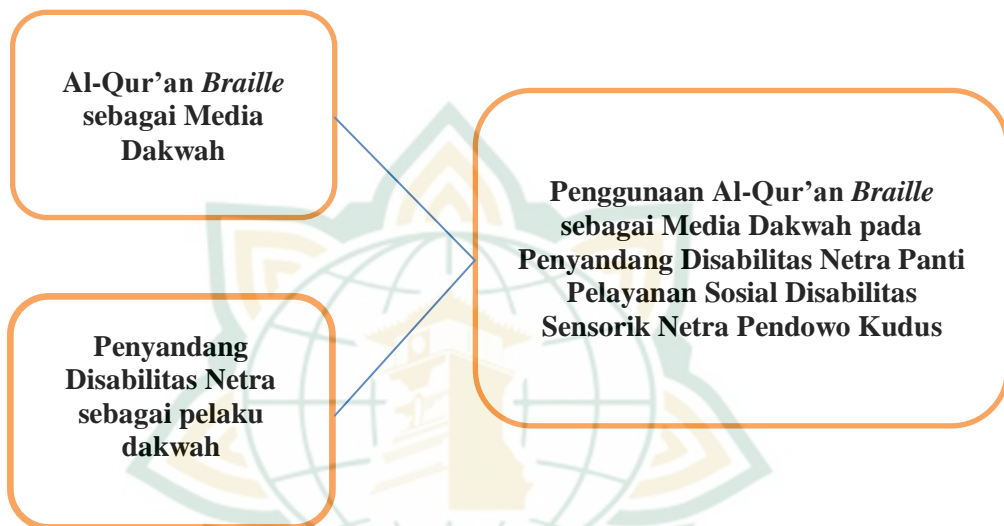 Al-Qur’an Braille
sebagai Media
Dakwah
Penyandang
Disabilitas Netra
sebagai pelaku
dakwah
Penggunaan Al-Qur’an Braille
sebagai Media Dakwah pada
Penyandang Disabilitas Netra Panti
Pelayanan Sosial Disabilitas
Sensorik Netra Pendowo Kudus